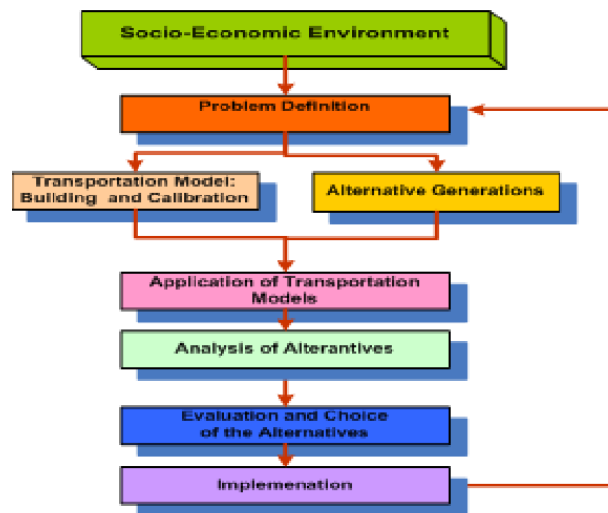 Socio-Economic Environment
Problem Definition
Transportation Model:
Building and Calibration
Alternative Generations
Application of Transportation
Models
Analysis of Alterantives
Evaluation and Choice
of the Alternatives
Implemenation